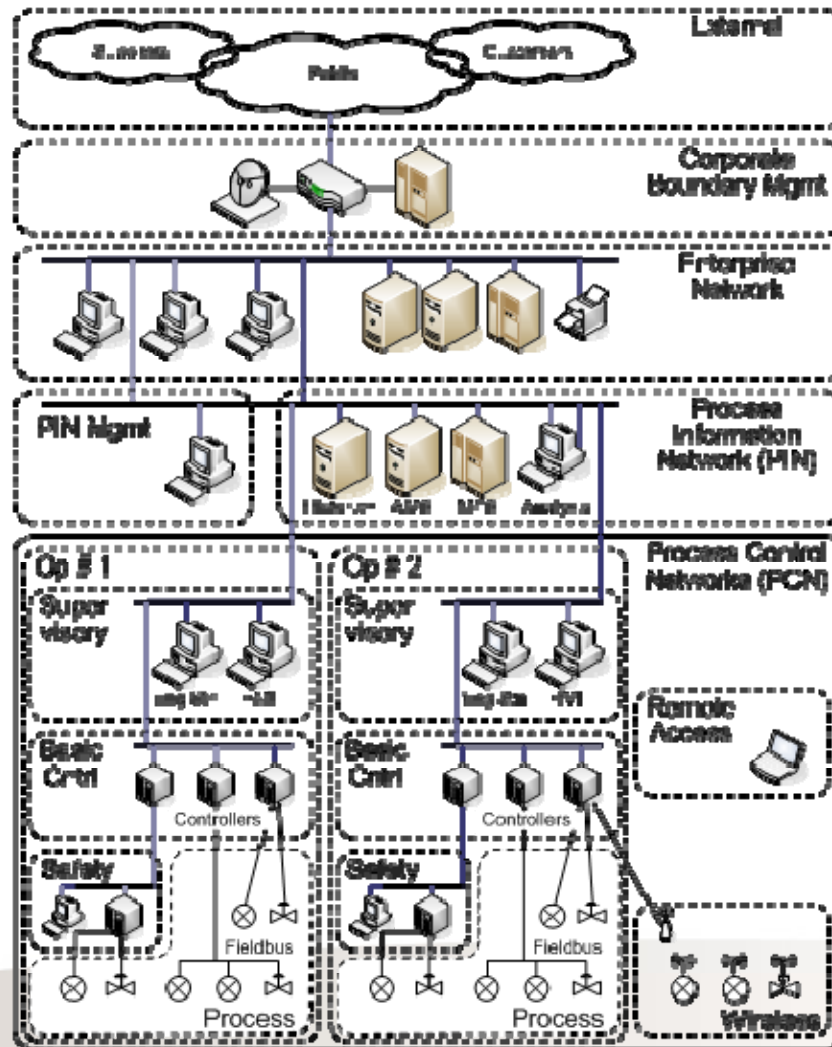 External
Public
Corporate
Boundary Mgmt
Enterprise
Network
PIN Mgmt
Process
Information
Network (PIN)
Analysis
Op # 1
Op # 2
Process Control
Networks (PCN)
Super
visory
Super
visory
Remote
Access
Basic
Cntrl
Basic
Cntrl
Controllers
Controllers
Safety
Safety
Fieldbus
Fieldbus
Process
Process
Wireless